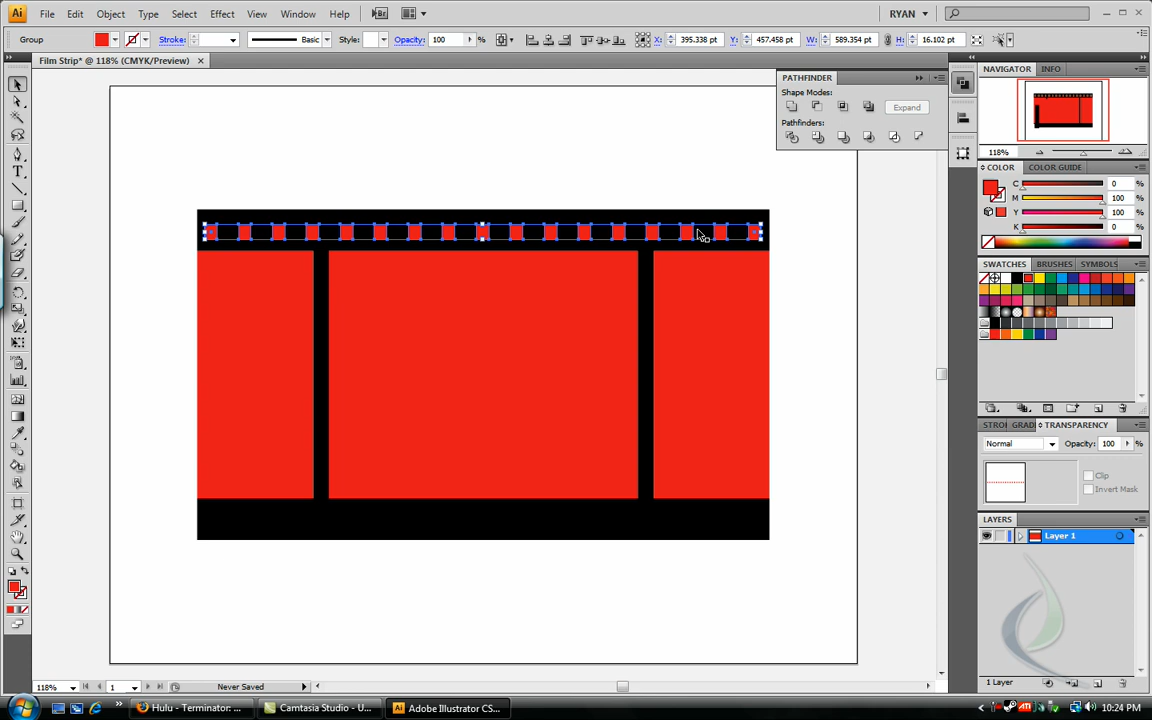 Ai File Edit Object Type Select Effect View Window Help Br RYAN
Group Stroke: Basic Style: Opacity: 100 % X: 395.338 pt Y: 457.458 pt W: 589.354 pt H: 16.102 pt
Film Strip* @ 118% (CMYK/Preview)
PATHFINDER
Shape Modes:
Expand
Pathfinders:
NAVIGATOR INFO
118%
COLOR COLOR GUIDE
C 0 %
M 100 %
Y 100 %
K 0 %
SWATCHES BRUSHES SYMBOLS
STRO GRADI TRANSPARENCY
Normal Opacity: 100 %
Clip
Invert Mask
LAYERS
Layer 1
1 Layer
118% 1 Never Saved
Hulu - Terminator: ... Camtasia Studio - U... Adobe Illustrator CS... ATI 10:24 PM